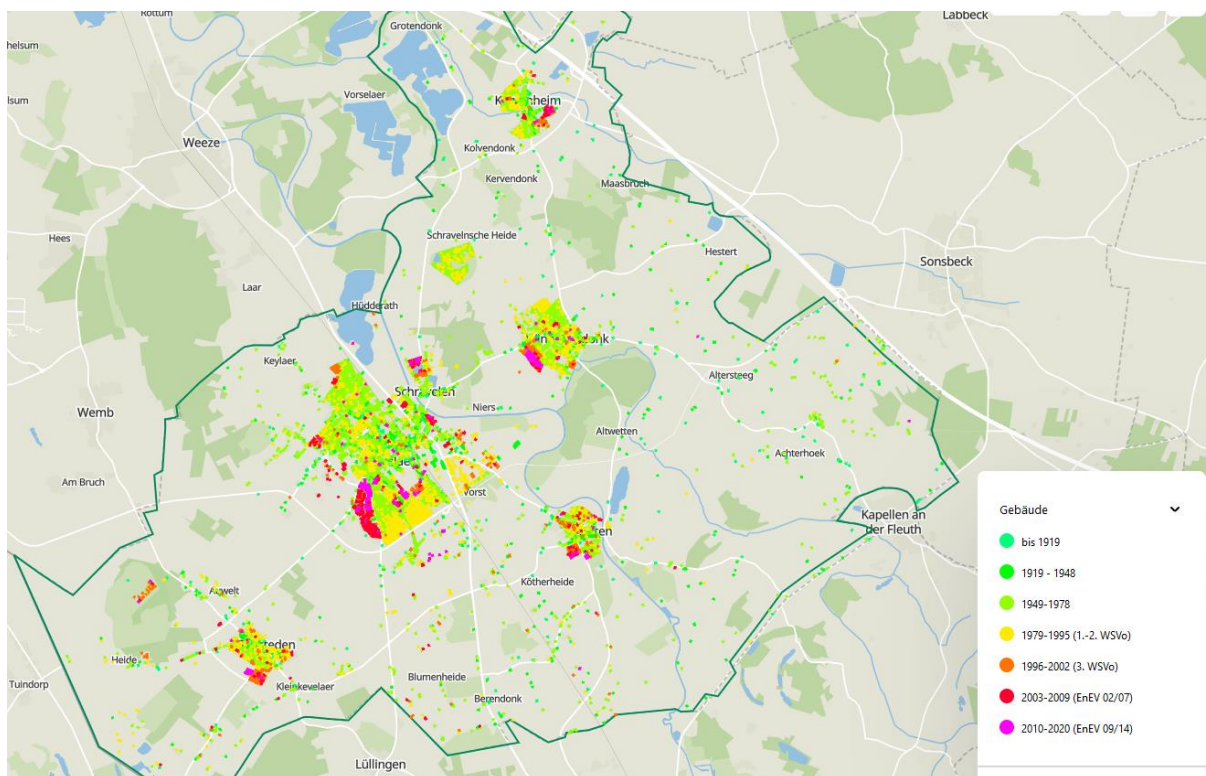 Rottum
Grotendonk
Labbeck
helsum
elsum
Vorselaer
Weeze
Kolvendonk
Kervendonk
Maasbruch
Schravelnsche Heide
Hees
Hestert
Sonsbeck
Laar
Hüdderath
Keylaer
Altersteeg
Wemb
Niers
Altwetten
Achterhoek
Am Bruch
Vorst
Kapellen an
der Fleuth
Kötherheide
Heide
Tuindorp
Kleinkevelaer
Blumenheide
Berendonk
Lüllingen
Gebäude
bis 1919
1919 - 1948
1949-1978
1979-1995 (1.-2. WSVo)
1996-2002 (3. WSVo)
2003-2009 (EnEV 02/07)
2010-2020 (EnEV 09/14)